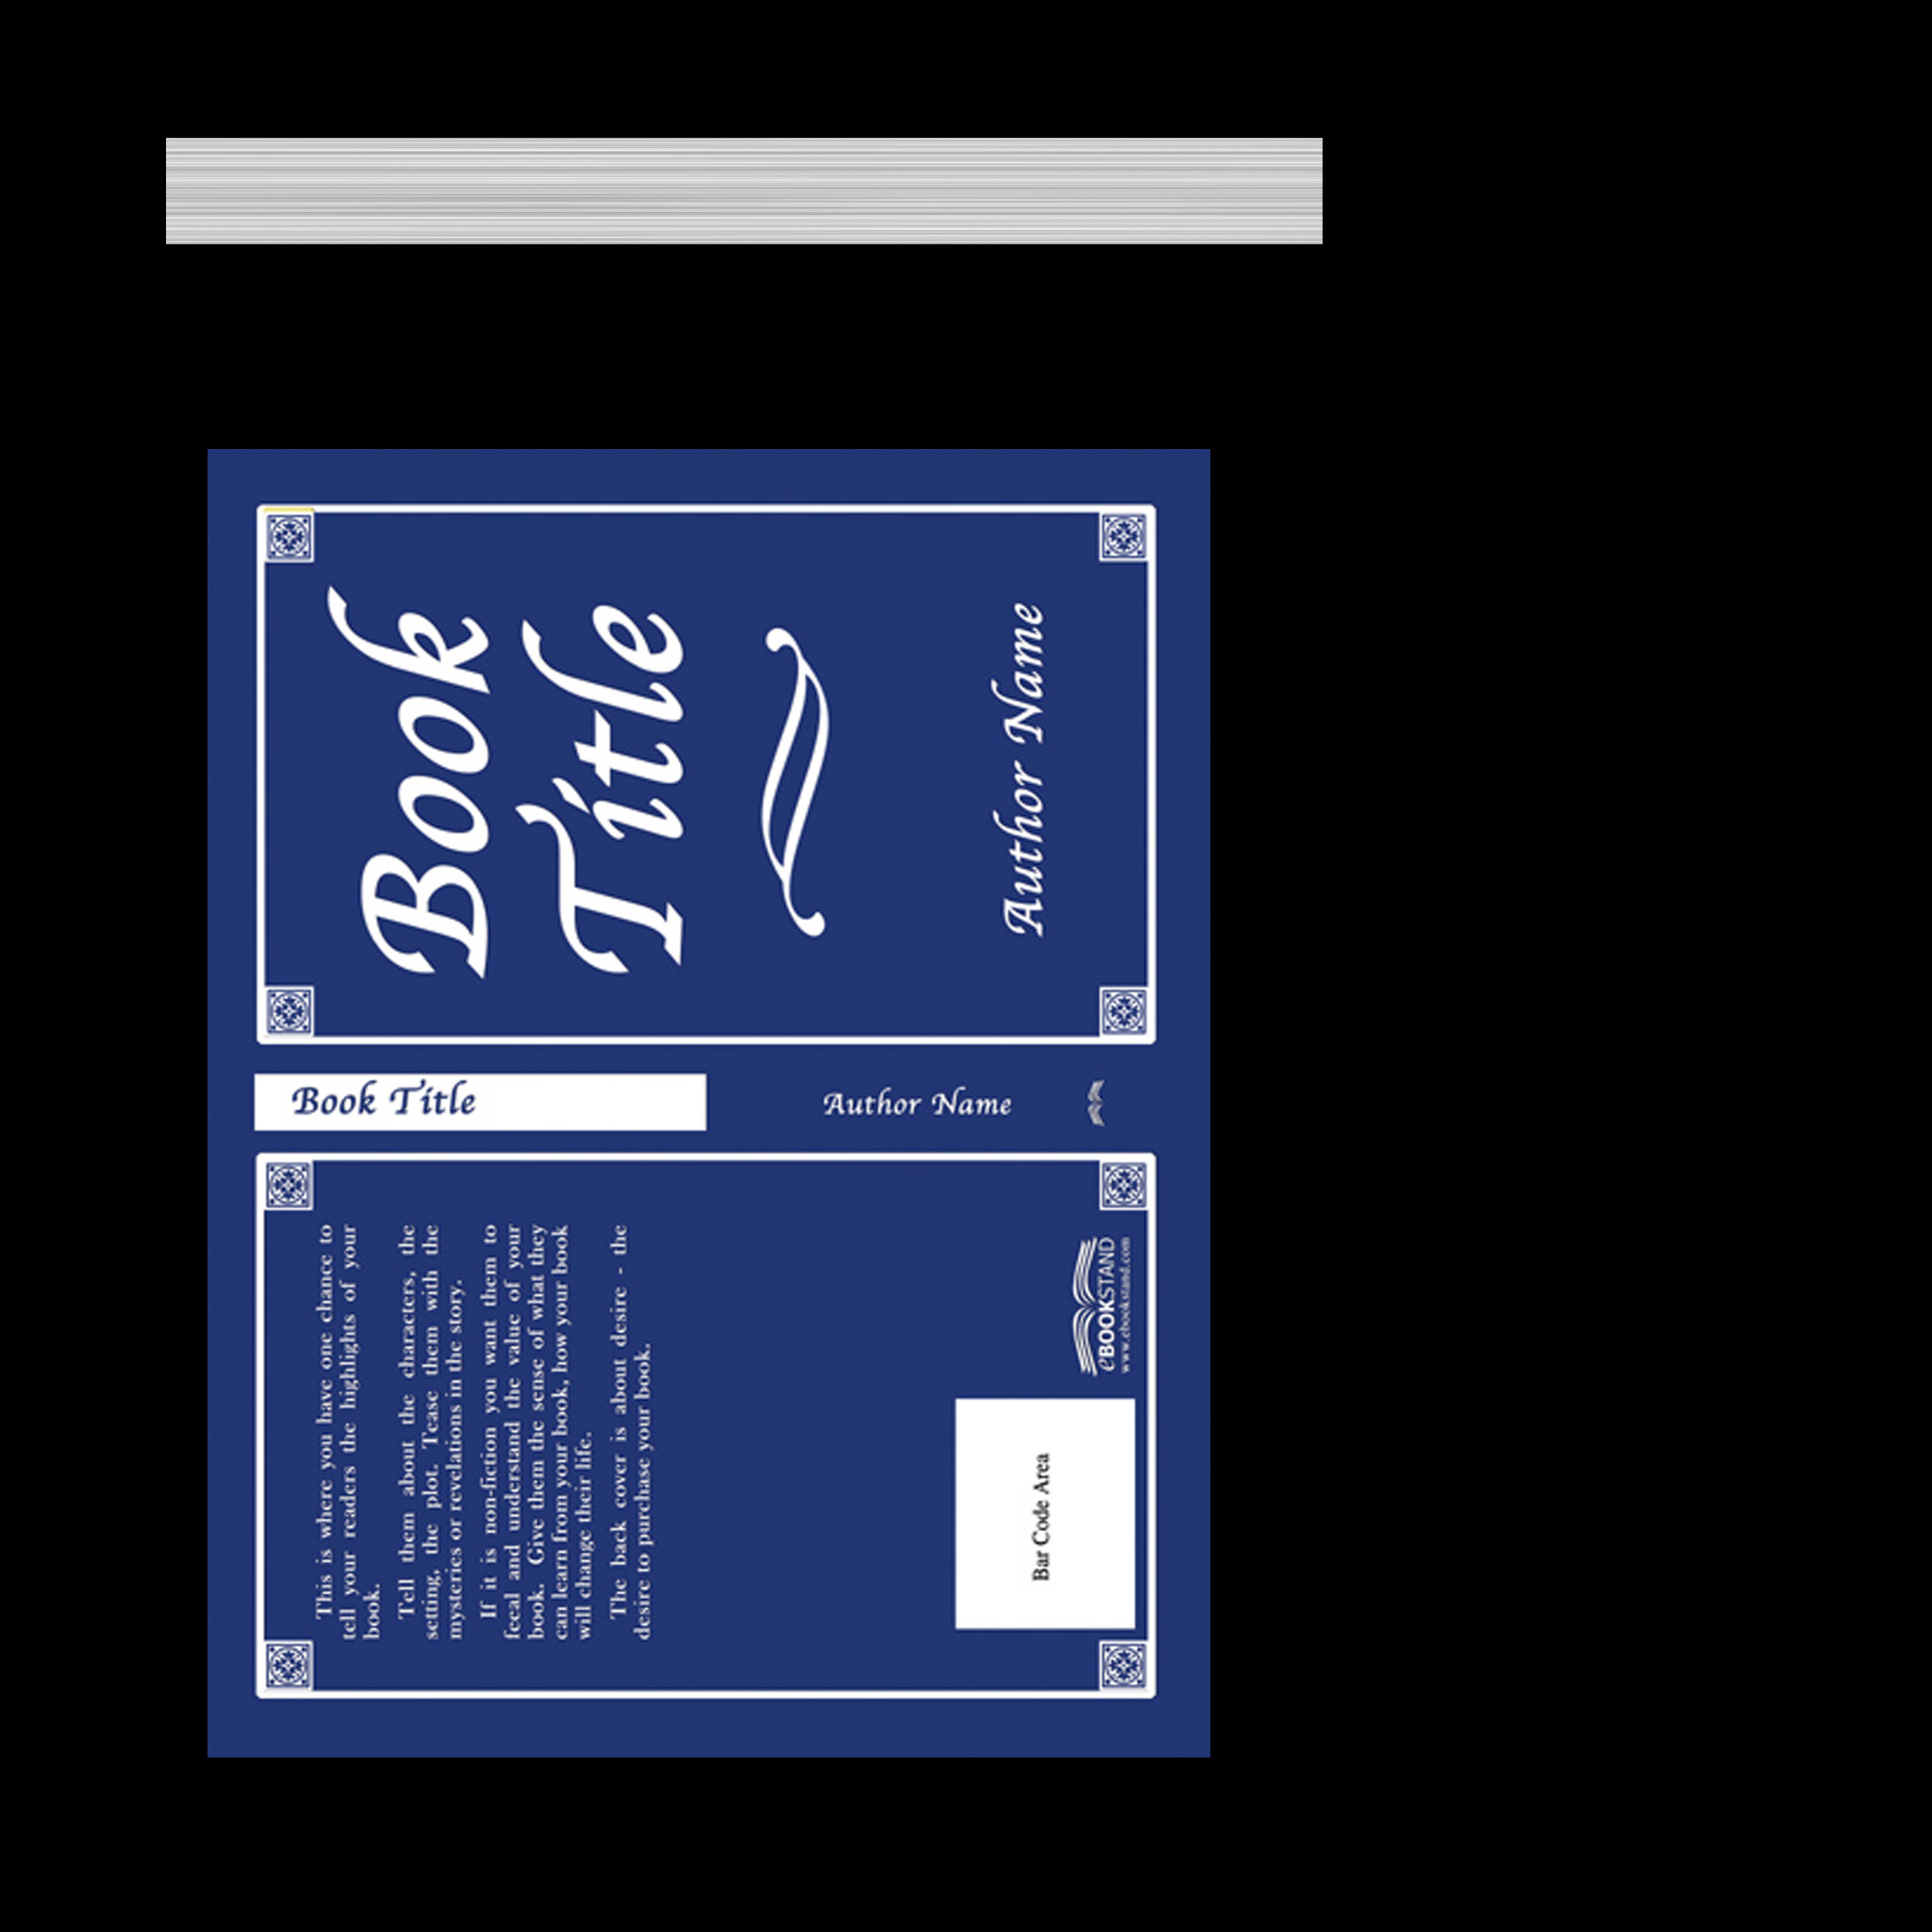 Book
Title
Author Name
Book Title
Author Name
This is where you have one chance to
tell your readers the highlights of your
book.
Tell them about the characters, the
setting, the plot. Tease them with the
mysteries or revelations in the story.
If it is non-fiction you want them to
feeal and understand the value of your
book. Give them the sense of what they
can learn from your book, how your book
will change their life.
The back cover is about desire - the
desire to purchase your book.
Bar Code Area
eBOOKSTAND
www.ebookstand.com